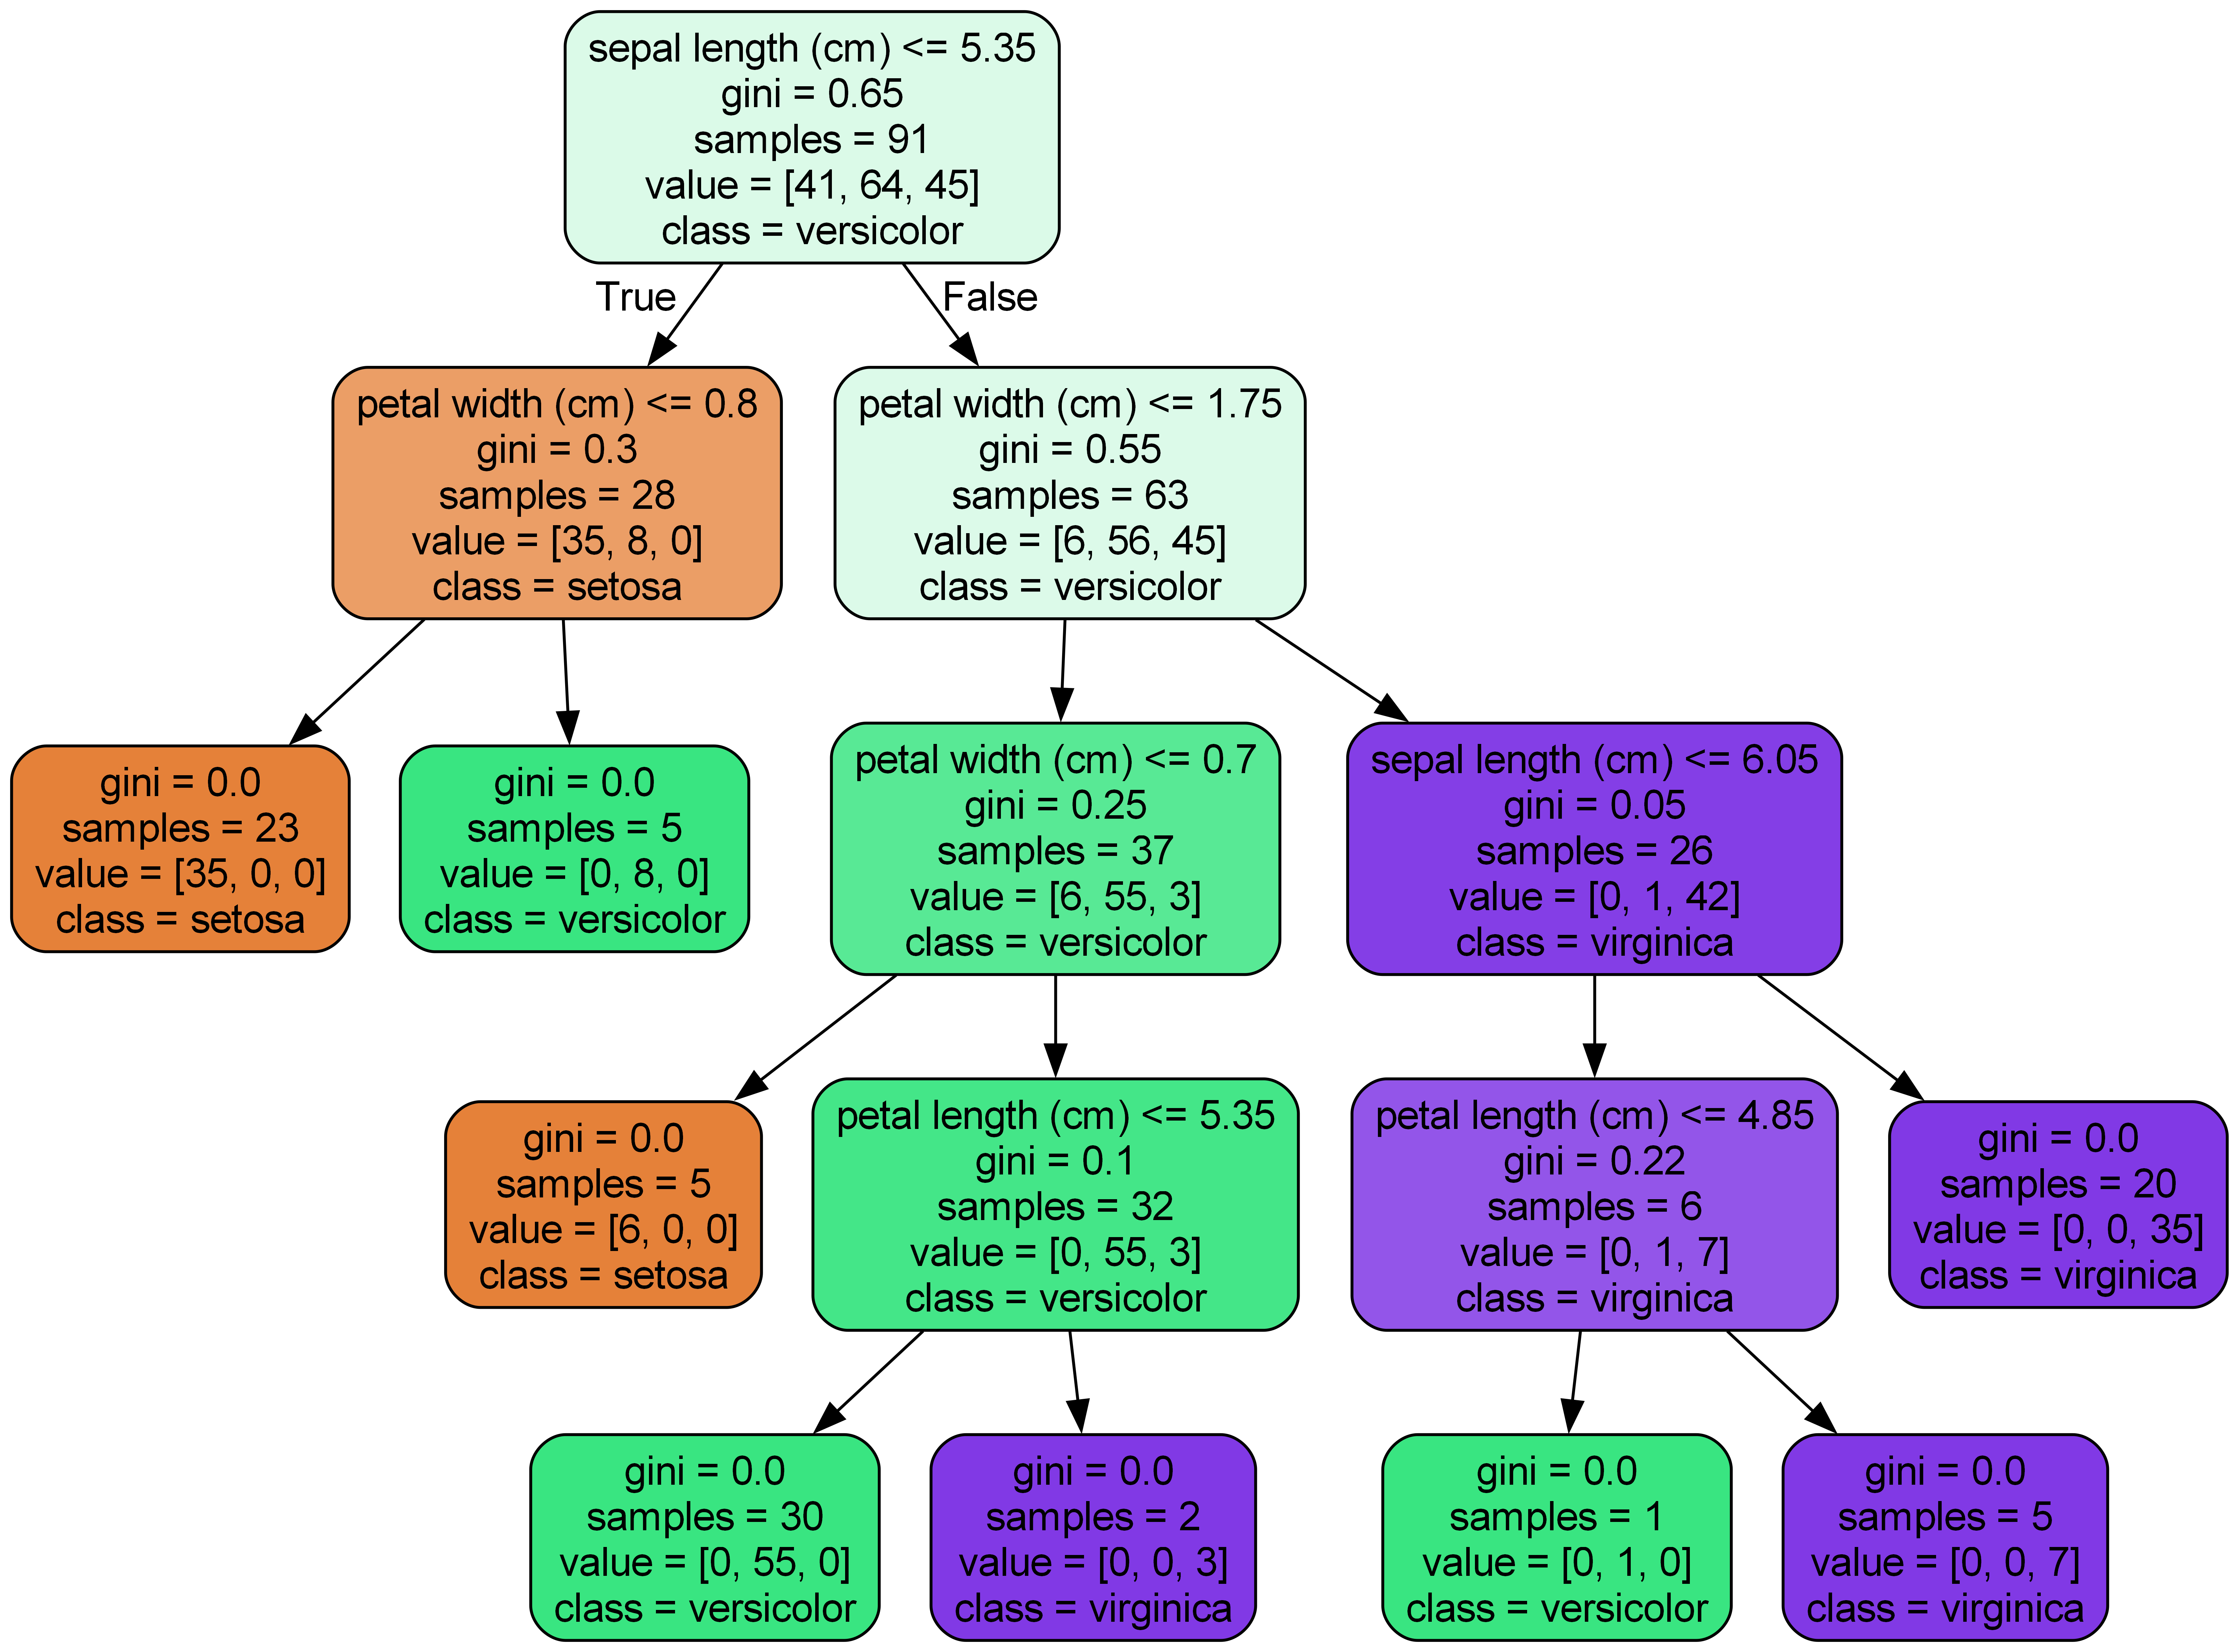 sepal length (cm) <= 5.35
gini = 0.65
samples = 91
value = [41, 64, 45]
class = versicolor
True
False
petal width (cm) <= 0.8
gini = 0.3
samples = 28
value = [35, 8, 0]
class = setosa
petal width (cm) <= 1.75
gini = 0.55
samples = 63
value = [6, 56, 45]
class = versicolor
gini = 0.0
samples = 23
value = [35, 0, 0]
class = setosa
gini = 0.0
samples = 5
value = [0, 8, 0]
class = versicolor
petal width (cm) <= 0.7
gini = 0.25
samples = 37
value = [6, 55, 3]
class = versicolor
sepal length (cm) <= 6.05
gini = 0.05
samples = 26
value = [0, 1, 42]
class = virginica
gini = 0.0
samples = 5
value = [6, 0, 0]
class = setosa
petal length (cm) <= 5.35
gini = 0.1
samples = 32
value = [0, 55, 3]
class = versicolor
petal length (cm) <= 4.85
gini = 0.22
samples = 6
value = [0, 1, 7]
class = virginica
gini = 0.0
samples = 20
value = [0, 0, 35]
class = virginica
gini = 0.0
samples = 30
value = [0, 55, 0]
class = versicolor
gini = 0.0
samples = 2
value = [0, 0, 3]
class = virginica
gini = 0.0
samples = 1
value = [0, 1, 0]
class = versicolor
gini = 0.0
samples = 5
value = [0, 0, 7]
class = virginica